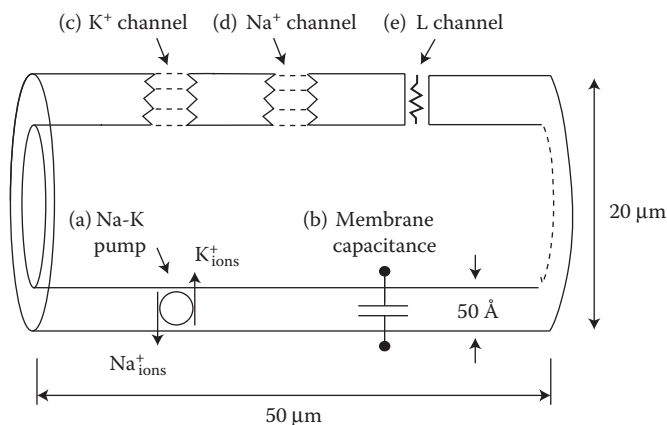 (c) K⁺ channel (d) Na⁺ channel (e) L channel
(a) Na-K
pump
K⁺ions
(b) Membrane
capacitance
20 µm
50 Å
Na⁺ions
50 µm